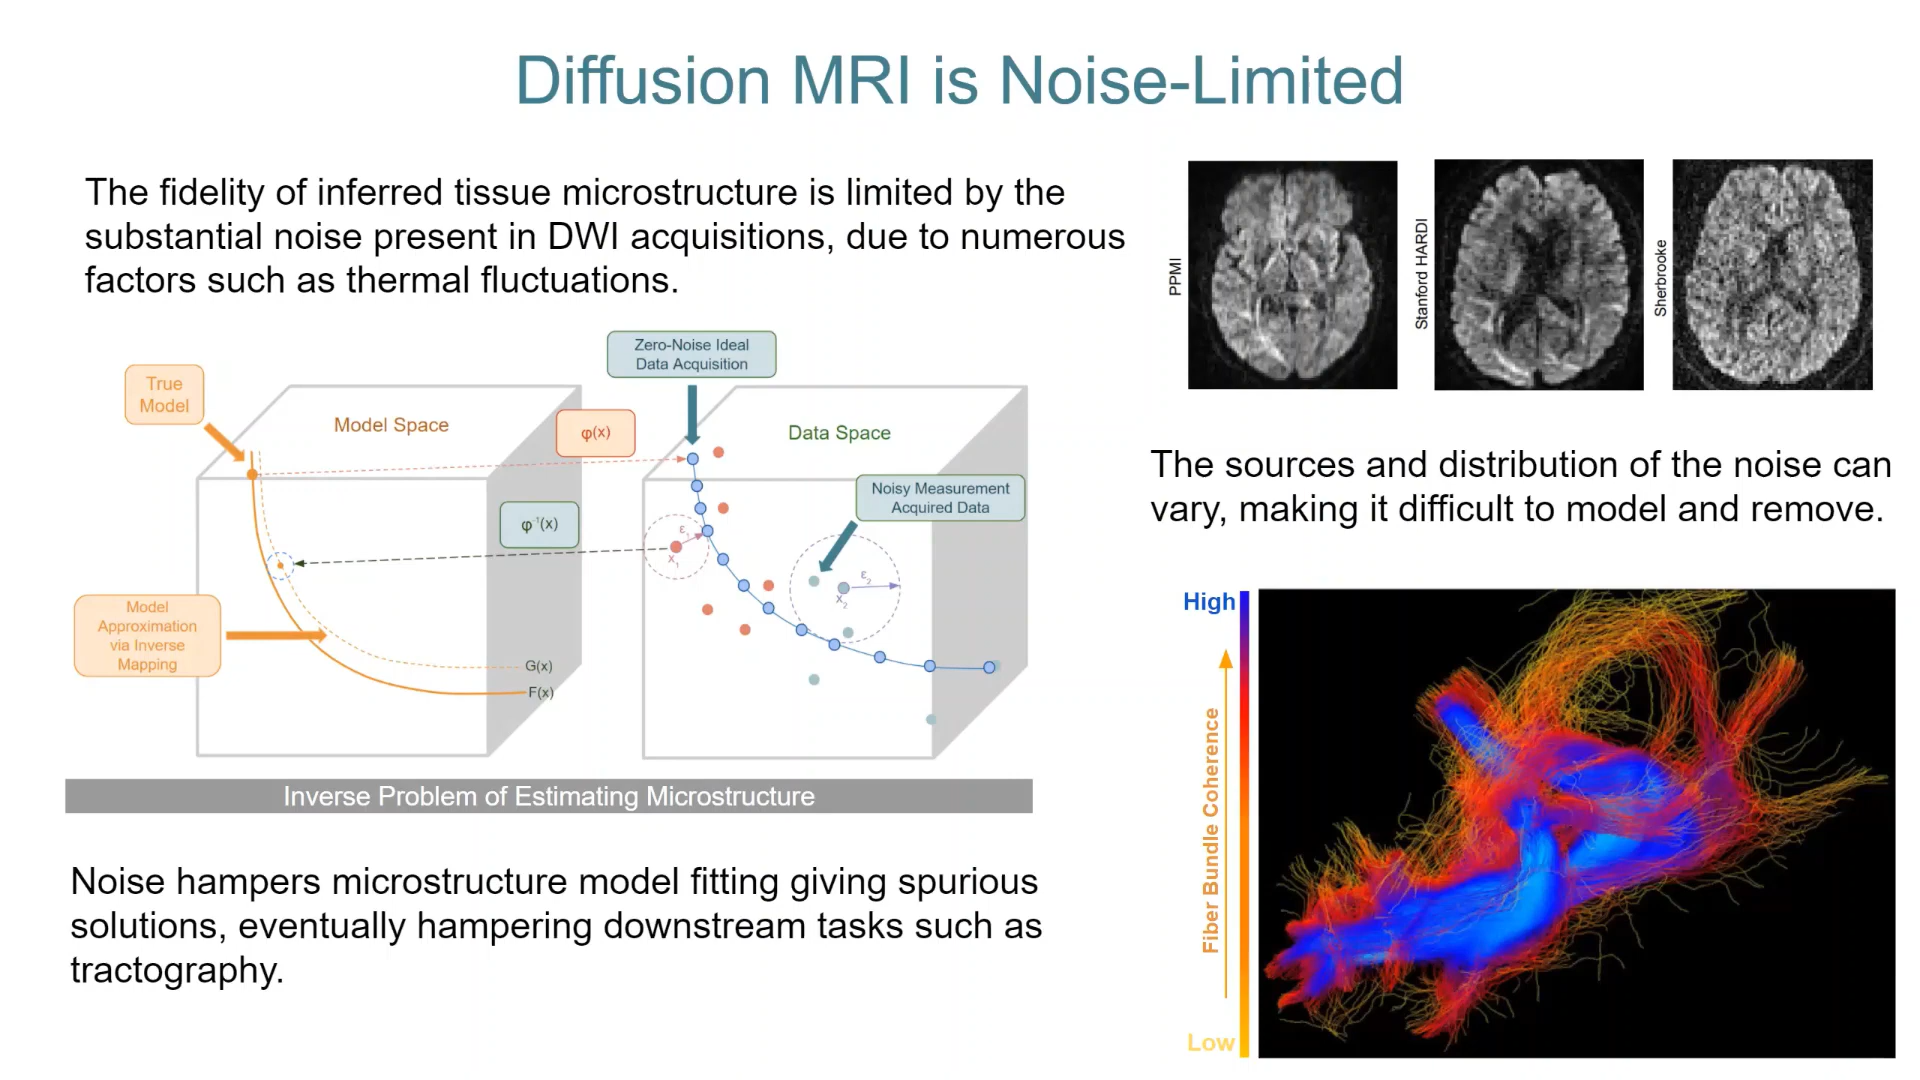 Diffusion MRI is Noise-Limited
The fidelity of inferred tissue microstructure is limited by the
substantial noise present in DWI acquisitions, due to numerous
factors such as thermal fluctuations.
True
Model
Model Space
φ(x)
φ⁻¹(x)
Model
Approximation
via Inverse
Mapping
G(x)
F(x)
Zero-Noise Ideal
Data Acquisition
Data Space
Noisy Measurement
Acquired Data
ε₁
x₁
ε₂
x₂
Inverse Problem of Estimating Microstructure
Noise hampers microstructure model fitting giving spurious
solutions, eventually hampering downstream tasks such as
tractography.
PPMI
Stanford HARDI
Sherbrooke
The sources and distribution of the noise can
vary, making it difficult to model and remove.
High
Fiber Bundle Coherence
Low